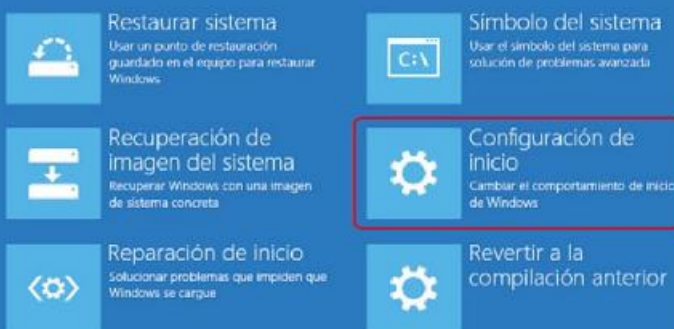 Restaurar sistema
Usar un punto de restauración
guardado en el equipo para restaurar
Windows
Símbolo del sistema
Usar el símbolo del sistema para
solución de problemas avanzada
C:\
Recuperación de
imagen del sistema
Recuperar Windows con una imagen
de sistema concreta
Configuración de
inicio
Cambiar el comportamiento de inicio
de Windows
Reparación de inicio
Solucionar problemas que impiden que
Windows se cargue
Revertir a la
compilación anterior